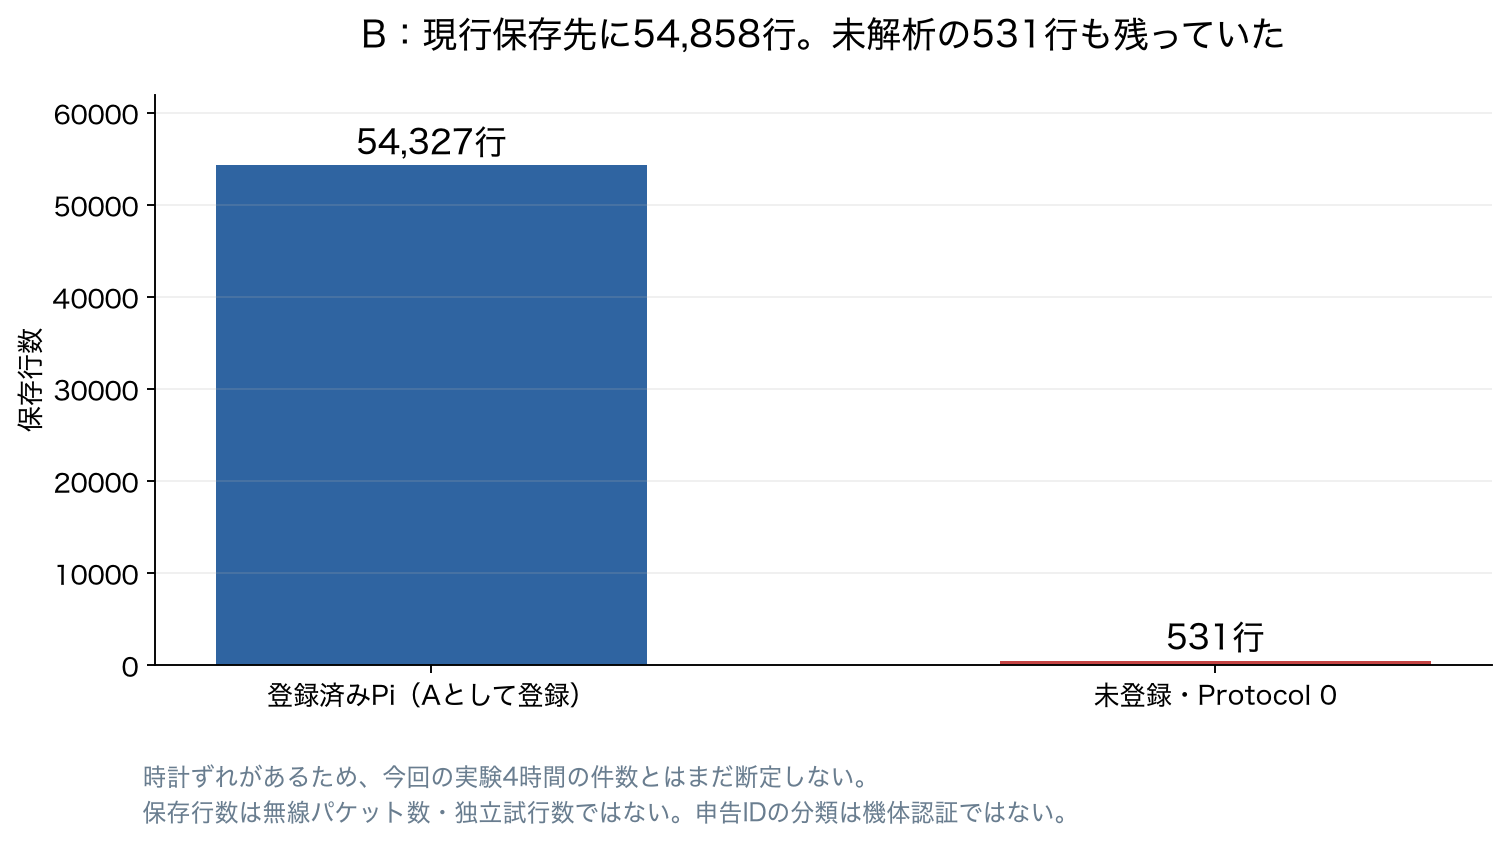 B：現行保存先に54,858行。未解析の531行も残っていた
60000
50000
40000
30000
20000
10000
0
保存行数
54,327行
531行
登録済みPi（Aとして登録）
未登録・Protocol 0
時計ずれがあるため、今回の実験4時間の件数とはまだ断定しない。
保存行数は無線パケット数・独立試行数ではない。申告IDの分類は機体認証ではない。